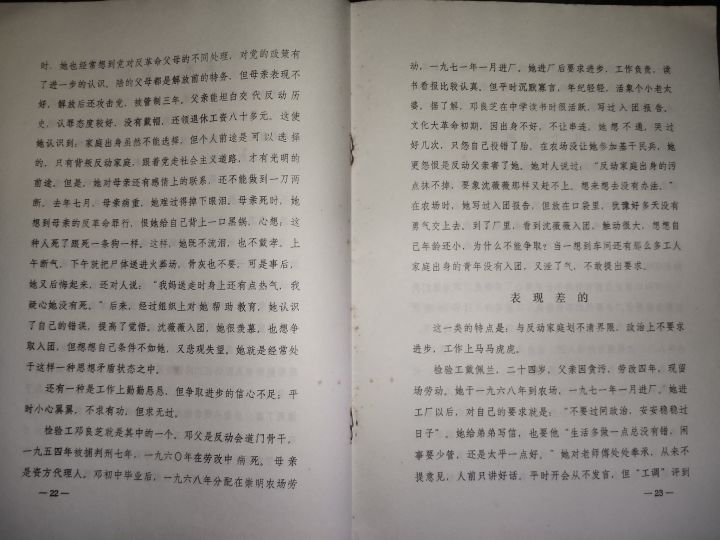 时，她也经常想到党对反革命父母的不同处理，对党的政策有
了进一步的认识。陪的父母都是解放前的特务，但母亲表现不
好，解放后还攻击党，被管制三年。父亲能坦白交代反动历
史，认罪态度较好，没有戴帽，还领退休工资八十多元。这使
她认识到：家庭出身虽然不能选择，但个人前途是可以选择
的，只有背叛反动家庭，跟着党走社会主义道路，才有光明的
前途。但是，她对母亲还有感情上的联系，还不能做到一刀两
断。去年七月，母亲病重，她难过得掉下眼泪。母亲死时，她
想到母亲的反革命罪行，恨她给自己背上一口黑锅，心想：这
种人死了跟死一条狗一样。这样，她既不流泪，也不戴孝。上
午断气，下午就把尸体送进火葬场，骨灰也不要，可是事后，
她又后悔起来，还对人说：“我妈送走时身上还有点热气，我
疑心她没有死。”后来，经过组织上对她帮助教育，她认识
了自己的错误，提高了觉悟。沈薇薇入团，她很羡慕，也想争
取入团，但想想自己条件不如她，又悲观失望。她就是经常处
于这样一种思想矛盾状态之中。
还有一种是工作上勤勤恳恳，但争取进步的信心不足；平
时小心翼翼，不求有功，但求无过。
检验工邓良芝就是其中的一个。邓父是反动会道门骨干，
一九五四年被捕判刑七年，一九六〇年在劳改中病死。母亲
是资方代理人。邓初中毕业后，一九六八年分配在崇明农场劳
— 22 —
动，一九七一年一月进厂。她进厂后要求进步，工作负责，读
书看报比较认真。但平时沉默寡言，年纪轻轻，活象个小老太
婆。据了解，邓良芝在中学读书时很活跃，写过入团报告。
文化大革命初期，因出身不好，不让串连，她想不通，哭过
好几次，只怨自己投错了胎。在农场没让她参加基干民兵，她
更怨恨是反动父亲害了她。她对人说过：“反动家庭出身的污
点抹不掉，要象沈薇薇那样又赶不上。想来想去没有办法。”
在农场时，她写过入团报告，但放在口袋里，犹豫好多天没有
勇气交上去。到了厂里，看到沈薇薇入团，触动很大，想想自
己年龄还小，为什么不能争取？当一想到车间还有那么多工人
家庭出身的青年没有入团，又泄了气，不敢提出要求。
表现差的
这一类的特点是：与反动家庭划不清界限，政治上不要求
进步，工作上马马虎虎。
检验工戴佩兰，二十四岁，父亲因贪污，劳改四年，现留
场劳动。她于一九六八年到农场，一九七一年一月进厂。她进
工厂以后，对自己的要求就是：“不要过问政治，安安稳稳过
日子”。她给弟弟写信，也要他“生活多做一点总没有错，闲
事要少管，还是太平一点好。”她对老师傅处处奉承，从来不
提意见，人前只讲好话。平时开会从不发言，但“工调”评到
— 23 —